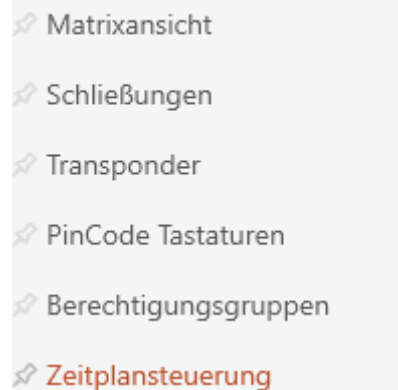 Matrixansicht
Schließungen
Transponder
PinCode Tastaturen
Berechtigungsgruppen
Zeitplansteuerung